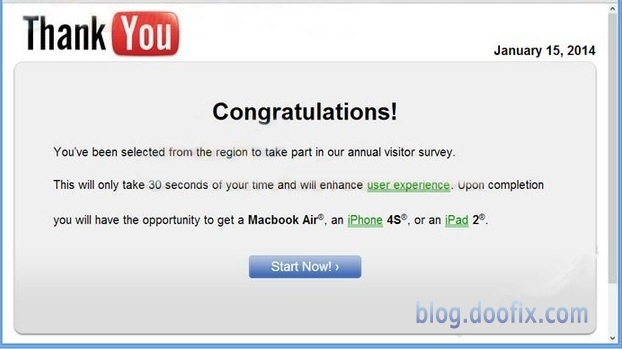 Thank You
January 15, 2014
Congratulations!
You've been selected from the region to take part in our annual visitor survey.
This will only take 30 seconds of your time and will enhance user experience. Upon completion
you will have the opportunity to get a Macbook Air®, an iPhone 4S®, or an iPad 2®.
Start Now! ›
blog.doofix.com